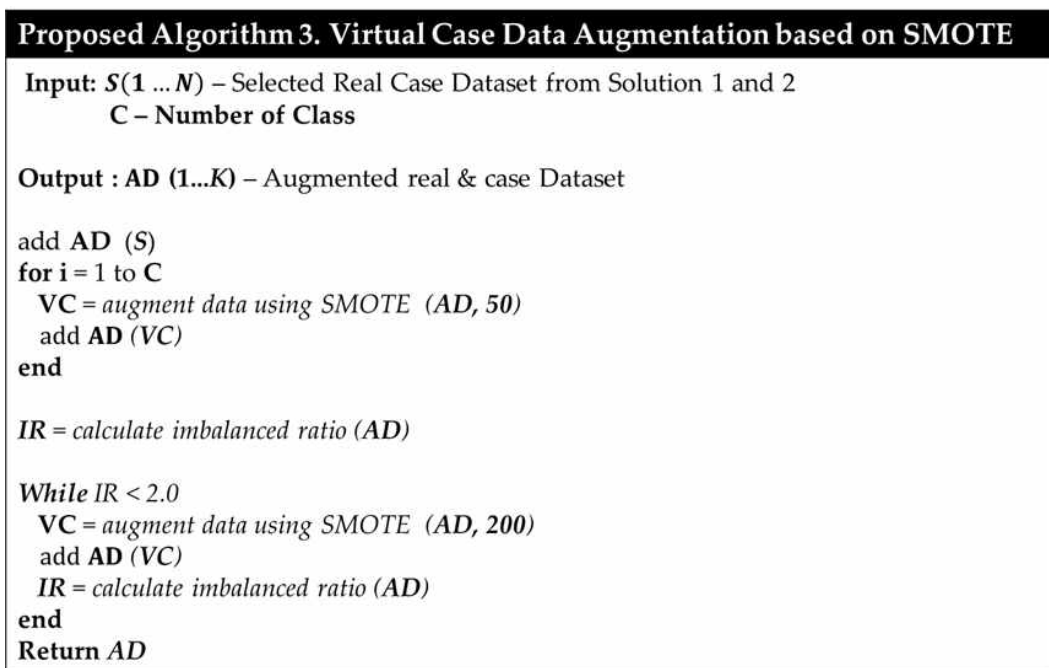 Proposed Algorithm 3. Virtual Case Data Augmentation based on SMOTE
Input: S(1 ... N) – Selected Real Case Dataset from Solution 1 and 2
C – Number of Class
Output : AD (1...K) – Augmented real & case Dataset
add AD (S)
for i = 1 to C
VC = augment data using SMOTE (AD, 50)
add AD (VC)
end
IR = calculate imbalanced ratio (AD)
While IR < 2.0
VC = augment data using SMOTE (AD, 200)
add AD (VC)
IR = calculate imbalanced ratio (AD)
end
Return AD